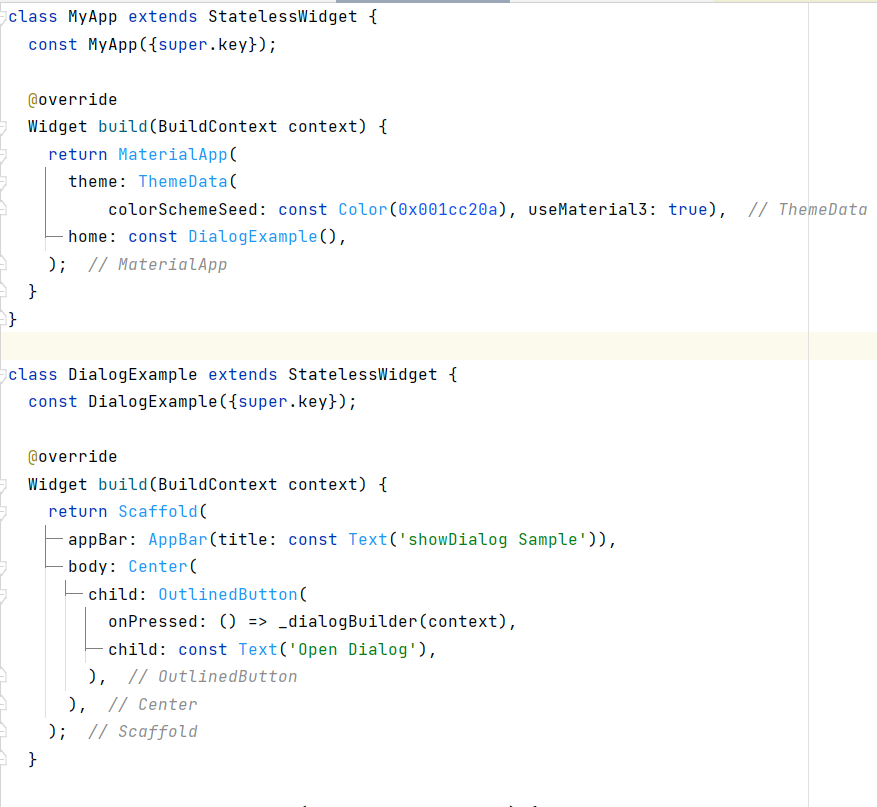 class MyApp extends StatelessWidget {
  const MyApp({super.key});

  @override
  Widget build(BuildContext context) {
    return MaterialApp(
      theme: ThemeData(
          colorSchemeSeed: const Color(0x001cc20a), useMaterial3: true),  // ThemeData
      home: const DialogExample(),
    );  // MaterialApp
  }
}

class DialogExample extends StatelessWidget {
  const DialogExample({super.key});

  @override
  Widget build(BuildContext context) {
    return Scaffold(
      appBar: AppBar(title: const Text('showDialog Sample')),
      body: Center(
        child: OutlinedButton(
          onPressed: () => _dialogBuilder(context),
          child: const Text('Open Dialog'),
        ),  // OutlinedButton
      ),  // Center
    );  // Scaffold
  }